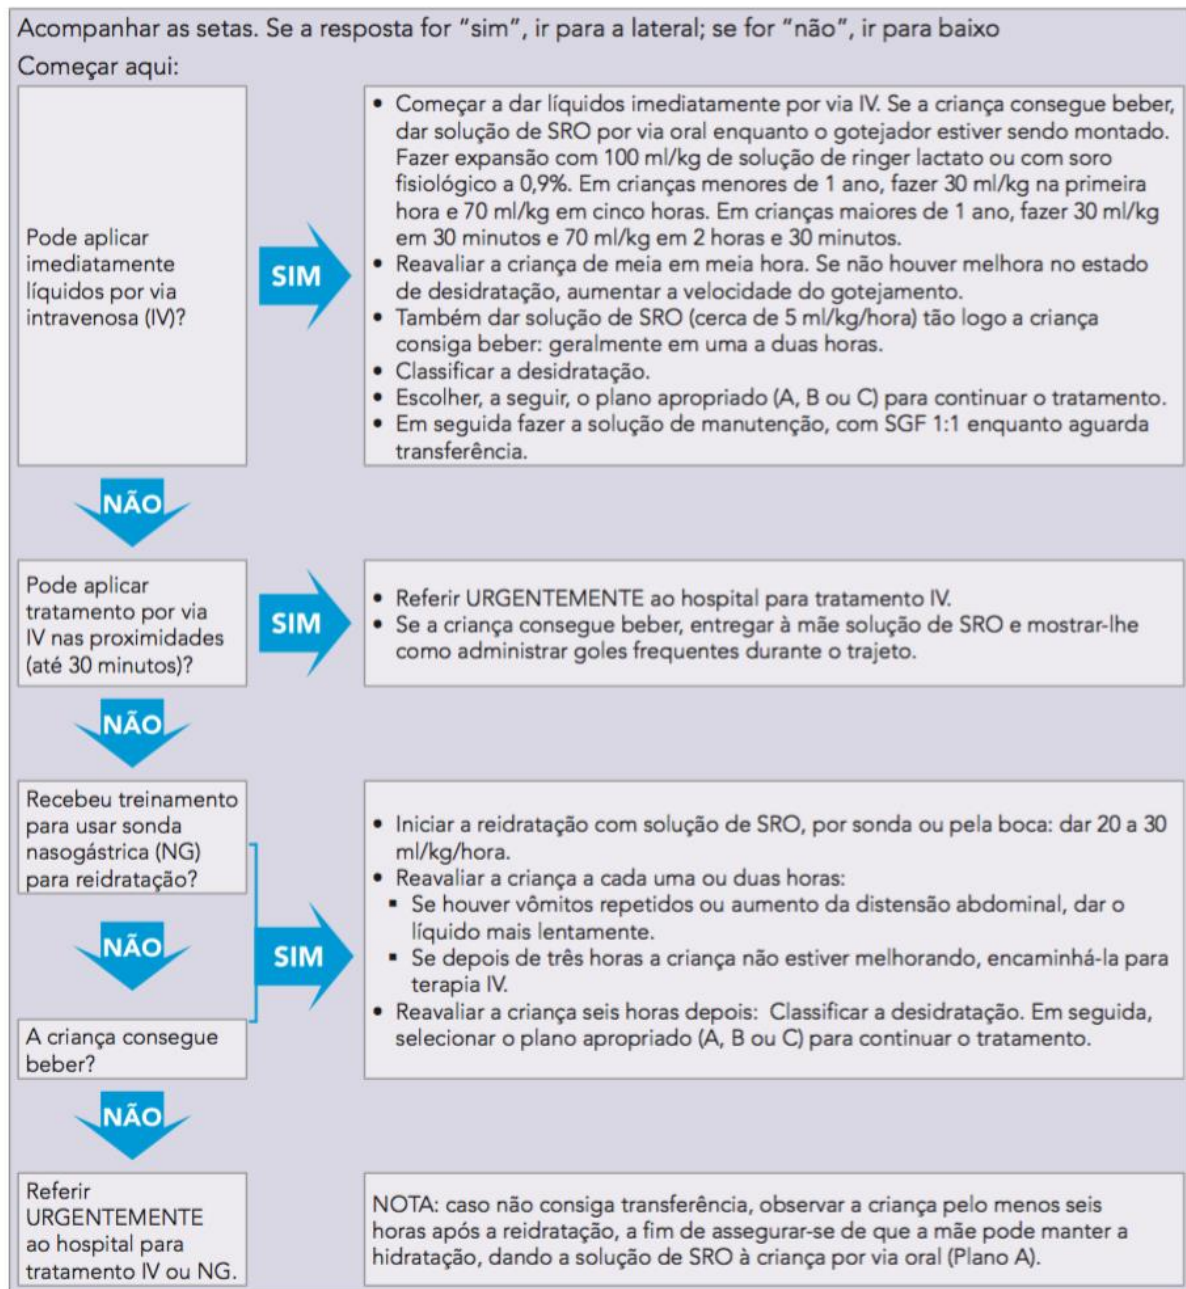 Acompanhar as setas. Se a resposta for “sim”, ir para a lateral; se for “não”, ir para baixo
Começar aqui:
Pode aplicar
imediatamente
líquidos por via
intravenosa (IV)?
SIM
• Começar a dar líquidos imediatamente por via IV. Se a criança consegue beber,
dar solução de SRO por via oral enquanto o gotejador estiver sendo montado.
Fazer expansão com 100 ml/kg de solução de ringer lactato ou com soro
fisiológico a 0,9%. Em crianças menores de 1 ano, fazer 30 ml/kg na primeira
hora e 70 ml/kg em cinco horas. Em crianças maiores de 1 ano, fazer 30 ml/kg
em 30 minutos e 70 ml/kg em 2 horas e 30 minutos.
• Reavaliar a criança de meia em meia hora. Se não houver melhora no estado
de desidratação, aumentar a velocidade do gotejamento.
• Também dar solução de SRO (cerca de 5 ml/kg/hora) tão logo a criança
consiga beber: geralmente em uma a duas horas.
• Classificar a desidratação.
• Escolher, a seguir, o plano apropriado (A, B ou C) para continuar o tratamento.
• Em seguida fazer a solução de manutenção, com SGF 1:1 enquanto aguarda
transferência.
NÃO
Pode aplicar
tratamento por via
IV nas proximidades
(até 30 minutos)?
SIM
• Referir URGENTEMENTE ao hospital para tratamento IV.
• Se a criança consegue beber, entregar à mãe solução de SRO e mostrar-lhe
como administrar goles frequentes durante o trajeto.
NÃO
Recebeu treinamento
para usar sonda
nasogástrica (NG)
para reidratação?
NÃO
A criança consegue
beber?
SIM
• Iniciar a reidratação com solução de SRO, por sonda ou pela boca: dar 20 a 30
ml/kg/hora.
• Reavaliar a criança a cada uma ou duas horas:
▪ Se houver vômitos repetidos ou aumento da distensão abdominal, dar o
líquido mais lentamente.
▪ Se depois de três horas a criança não estiver melhorando, encaminhá-la para
terapia IV.
• Reavaliar a criança seis horas depois: Classificar a desidratação. Em seguida,
selecionar o plano apropriado (A, B ou C) para continuar o tratamento.
NÃO
Referir
URGENTEMENTE
ao hospital para
tratamento IV ou NG.
NOTA: caso não consiga transferência, observar a criança pelo menos seis
horas após a reidratação, a fim de assegurar-se de que a mãe pode manter a
hidratação, dando a solução de SRO à criança por via oral (Plano A).